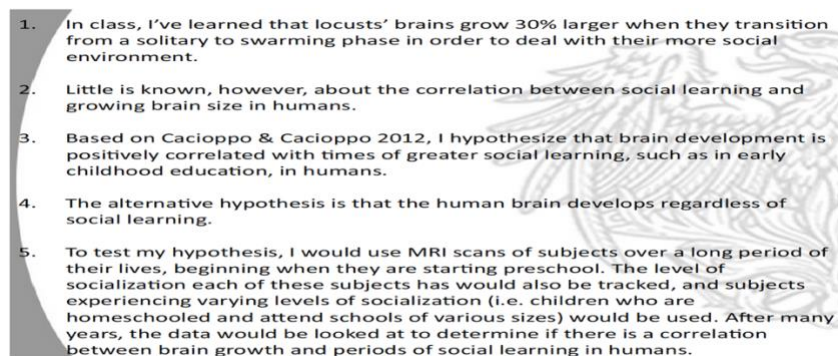 1. In class, I've learned that locusts' brains grow 30% larger when they transition
from a solitary to swarming phase in order to deal with their more social
environment.
2. Little is known, however, about the correlation between social learning and
growing brain size in humans.
3. Based on Cacioppo & Cacioppo 2012, I hypothesize that brain development is
positively correlated with times of greater social learning, such as in early
childhood education, in humans.
4. The alternative hypothesis is that the human brain develops regardless of
social learning.
5. To test my hypothesis, I would use MRI scans of subjects over a long period of
their lives, beginning when they are starting preschool. The level of
socialization each of these subjects has would also be tracked, and subjects
experiencing varying levels of socialization (i.e. children who are
homeschooled and attend schools of various sizes) would be used. After many
years, the data would be looked at to determine if there is a correlation
between brain growth and periods of social learning in humans.